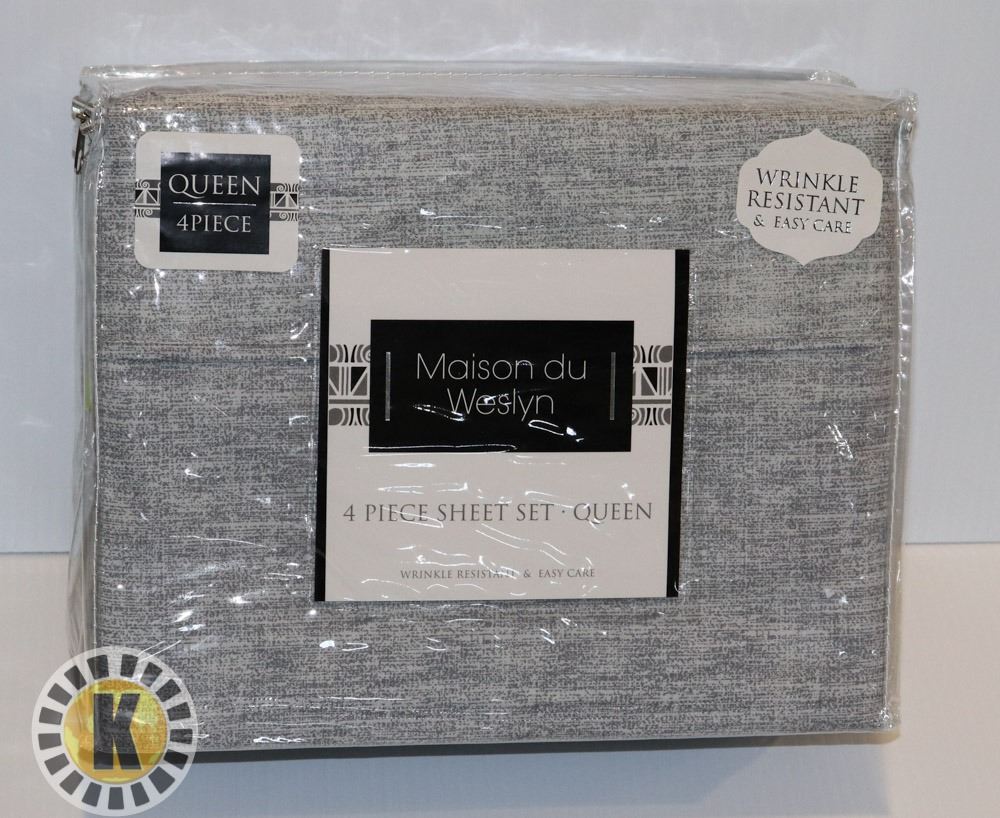 QUEEN
4PIECE
WRINKLE
RESISTANT
& EASY CARE
Maison du
Weslyn
4 PIECE SHEET SET · QUEEN
WRINKLE RESISTANT & EASY CARE
K